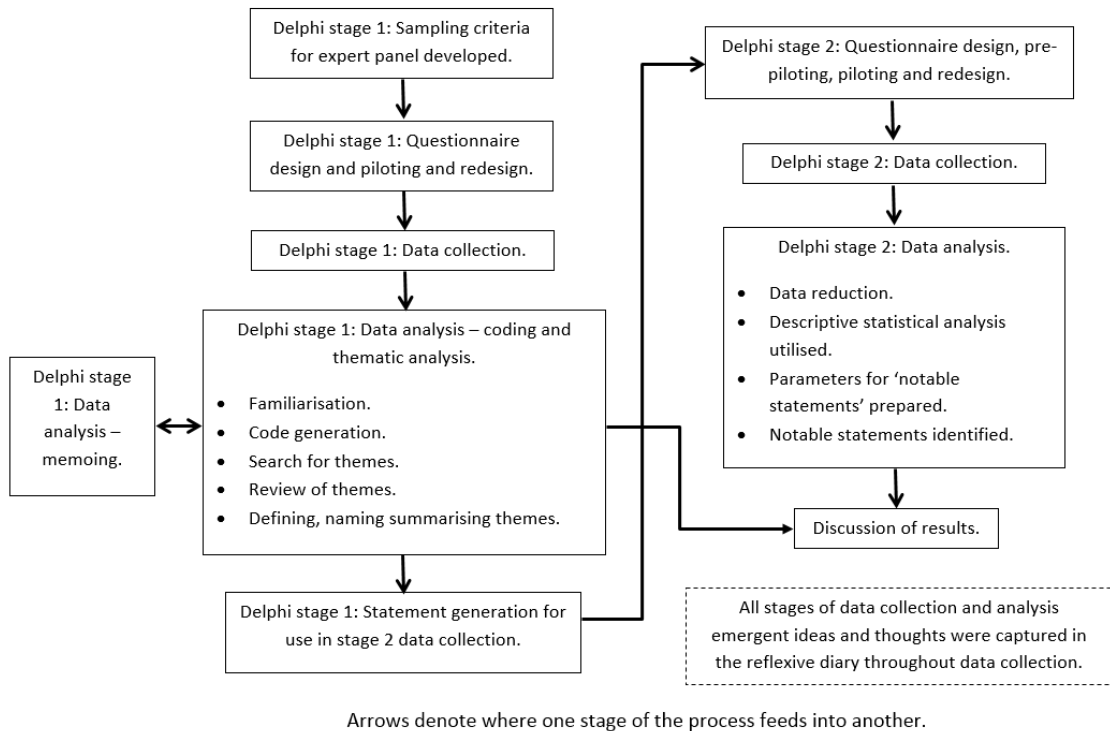 Delphi stage 1: Sampling criteria
for expert panel developed.
Delphi stage 1: Questionnaire
design and piloting and redesign.
Delphi stage 1: Data collection.
Delphi stage 1: Data analysis – coding and
thematic analysis.
• Familiarisation.
• Code generation.
• Search for themes.
• Review of themes.
• Defining, naming summarising themes.
Delphi stage
1: Data
analysis –
memoing.
Delphi stage 1: Statement generation for
use in stage 2 data collection.
Delphi stage 2: Questionnaire design, pre-
piloting, piloting and redesign.
Delphi stage 2: Data collection.
Delphi stage 2: Data analysis.
• Data reduction.
• Descriptive statistical analysis
utilised.
• Parameters for ‘notable
statements’ prepared.
• Notable statements identified.
Discussion of results.
All stages of data collection and analysis
emergent ideas and thoughts were captured in
the reflexive diary throughout data collection.
Arrows denote where one stage of the process feeds into another.